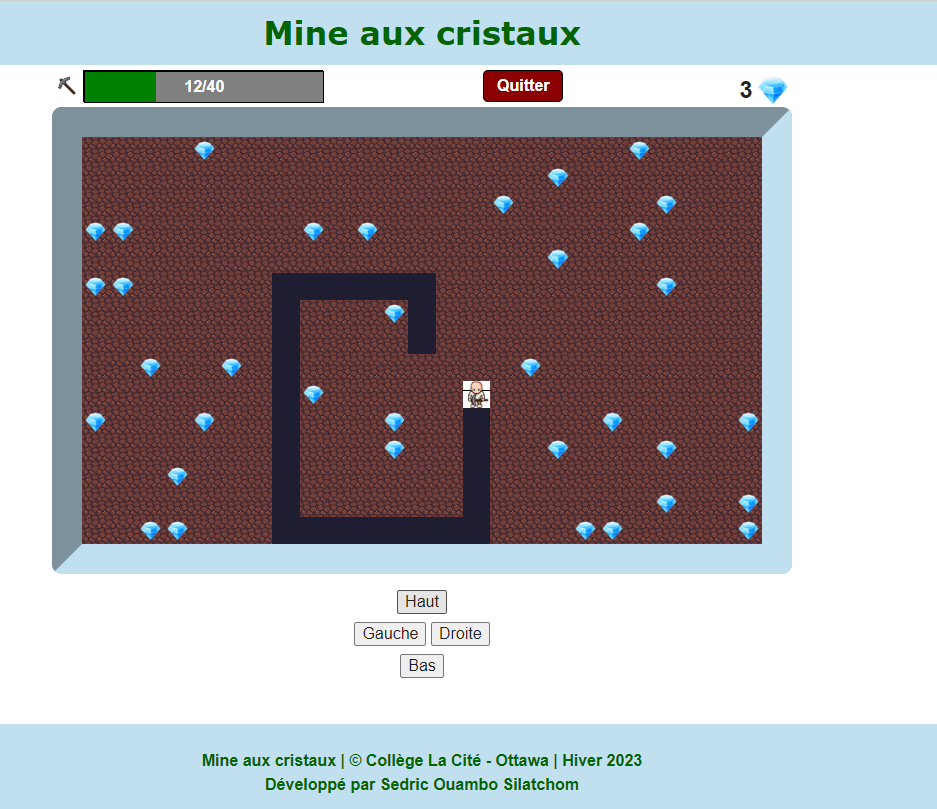 Mine aux cristaux
12/40
Quitter
3
Haut
Gauche Droite
Bas
Mine aux cristaux | © Collège La Cité - Ottawa | Hiver 2023
Développé par Sedric Ouambo Silatchom